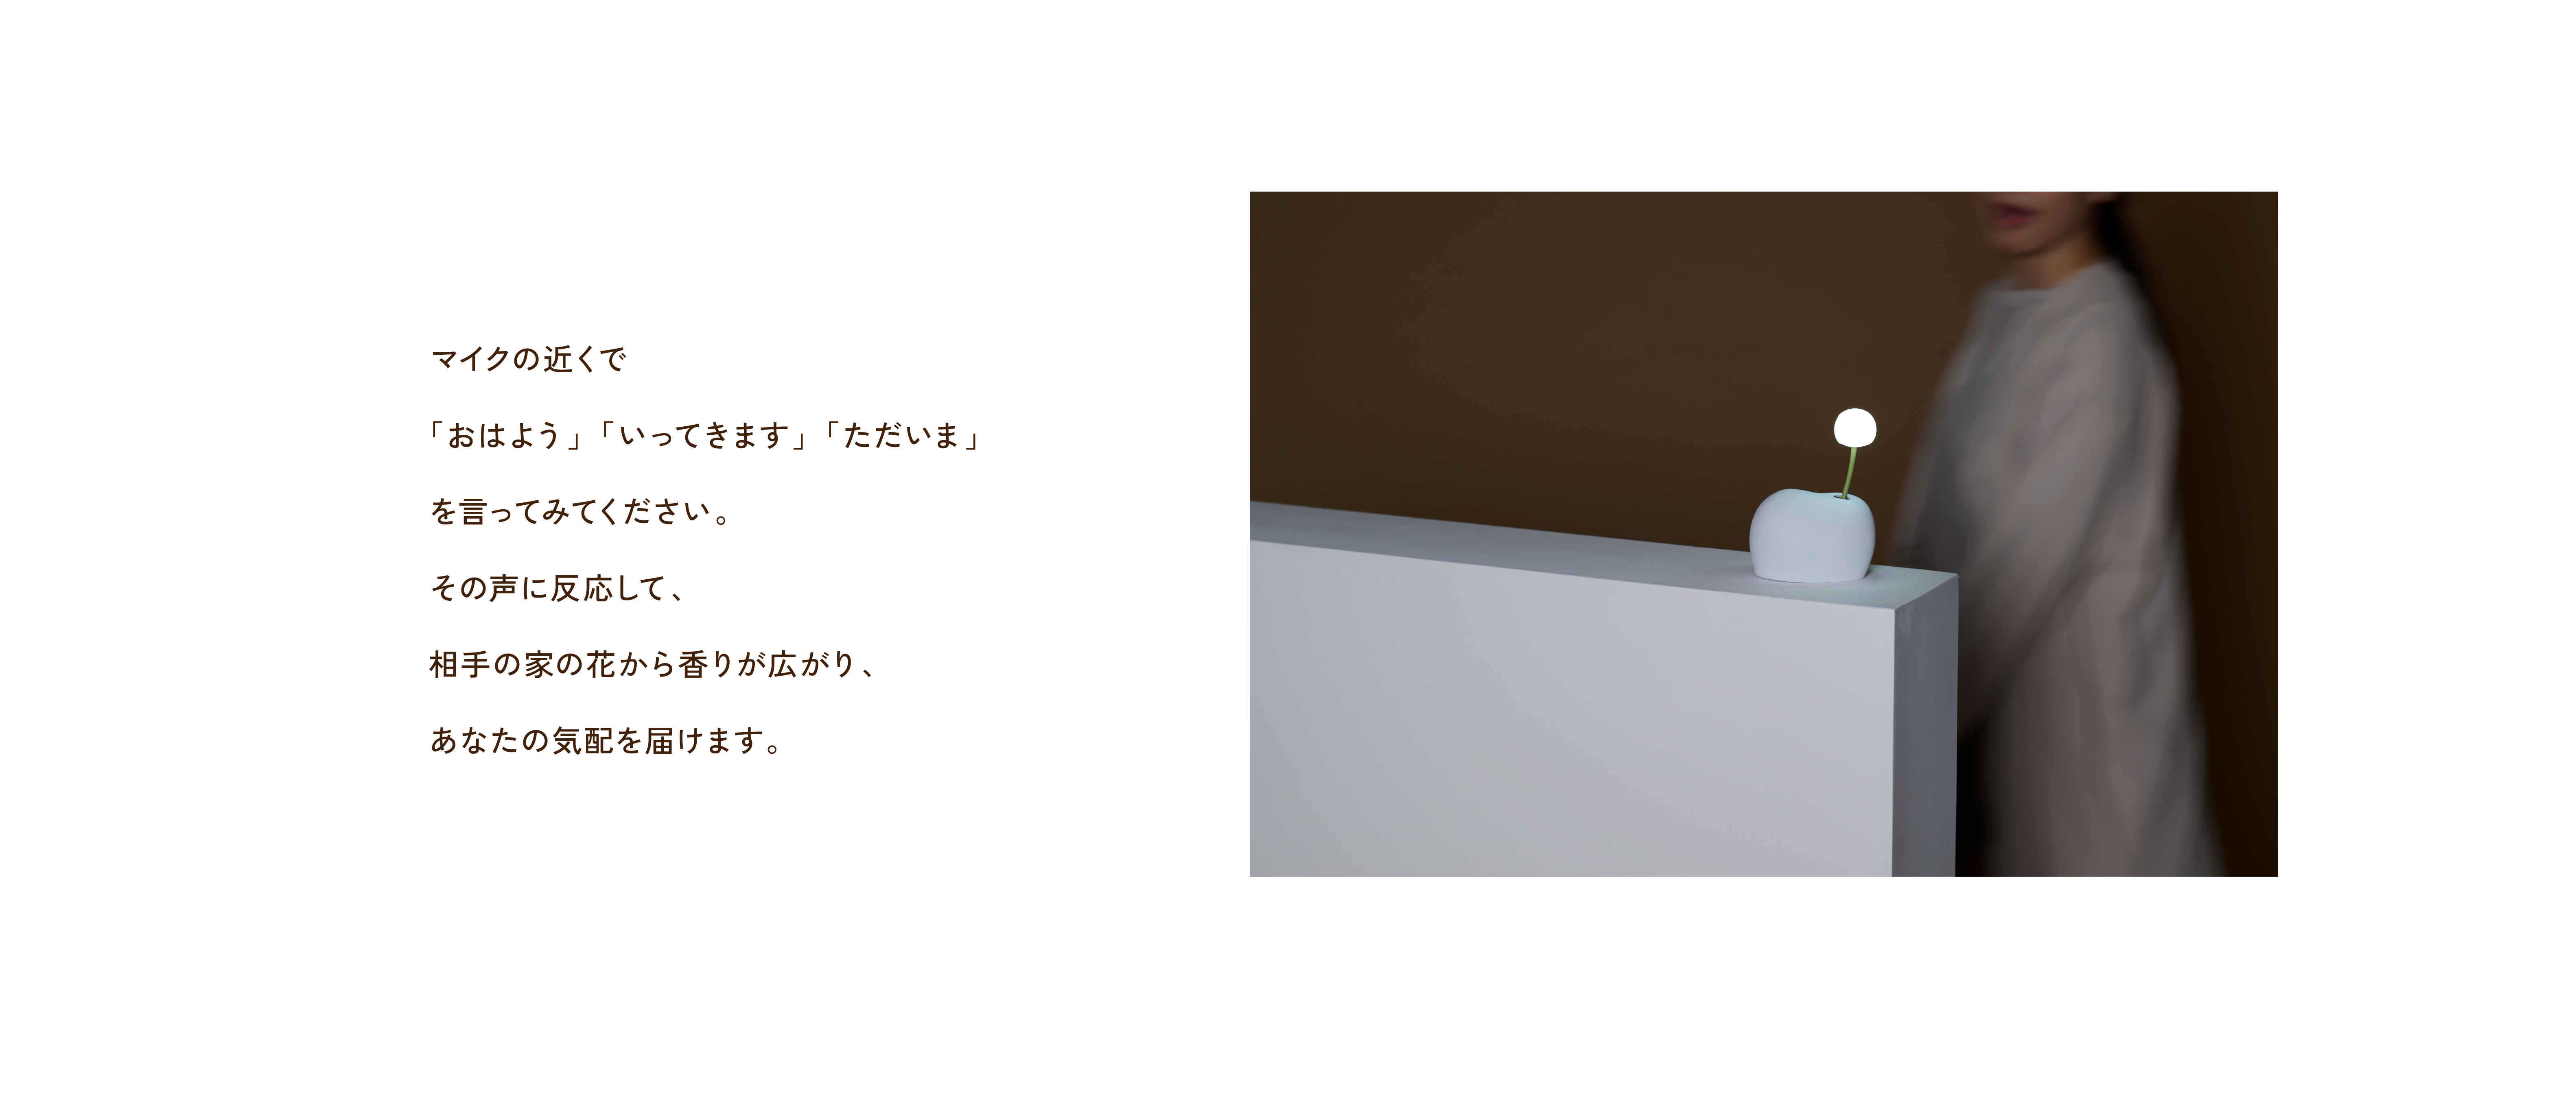 マイクの近くで
「おはよう」「いってきます」「ただいま」
を言ってみてください。
その声に反応して、
相手の家の花から香りが広がり、
あなたの気配を届けます。